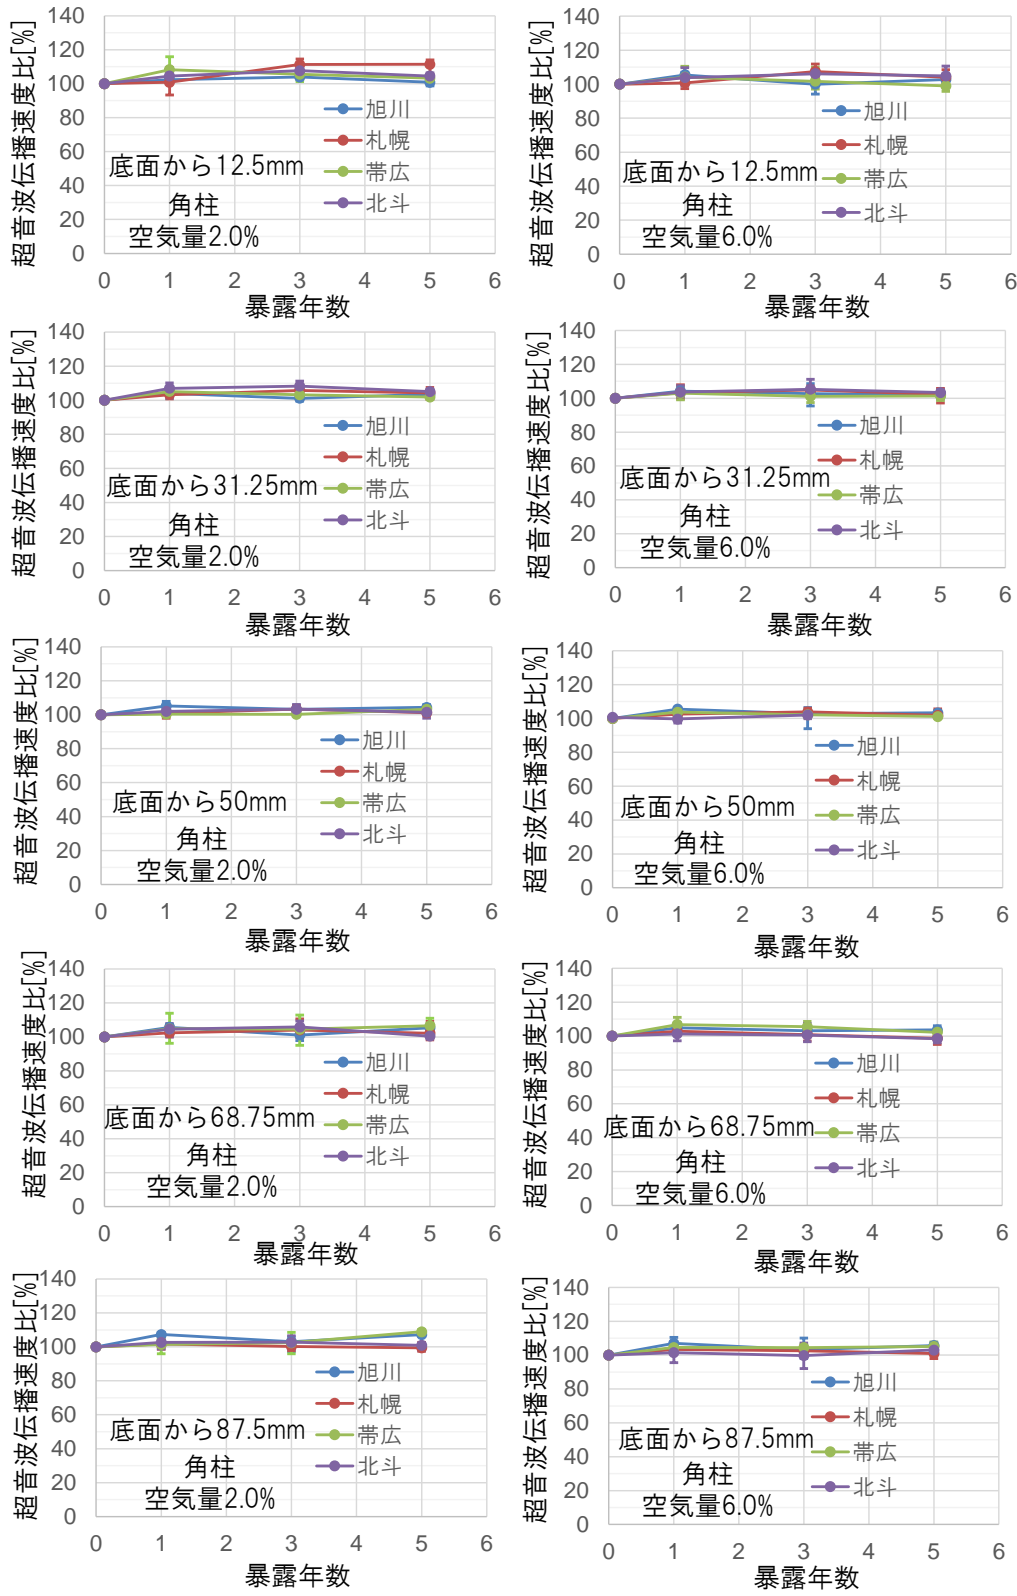 超音波伝播速度比[%]
140
120
100
80
60
40
20
0
旭川
札幌
帯広
北斗
底面から12.5mm
角柱
空気量2.0%
0 1 2 3 4 5 6
暴露年数
超音波伝播速度比[%]
140
120
100
80
60
40
20
0
旭川
札幌
帯広
北斗
底面から12.5mm
角柱
空気量6.0%
0 1 2 3 4 5 6
暴露年数
超音波伝播速度比[%]
140
120
100
80
60
40
20
0
旭川
札幌
帯広
北斗
底面から31.25mm
角柱
空気量2.0%
0 1 2 3 4 5 6
暴露年数
超音波伝播速度比[%]
140
120
100
80
60
40
20
0
旭川
札幌
帯広
北斗
底面から31.25mm
角柱
空気量6.0%
0 1 2 3 4 5 6
暴露年数
超音波伝播速度比[%]
140
120
100
80
60
40
20
0
旭川
札幌
帯広
北斗
底面から50mm
角柱
空気量2.0%
0 1 2 3 4 5 6
暴露年数
超音波伝播速度比[%]
140
120
100
80
60
40
20
0
旭川
札幌
帯広
北斗
底面から50mm
角柱
空気量6.0%
0 1 2 3 4 5 6
暴露年数
超音波伝播速度比[%]
140
120
100
80
60
40
20
0
旭川
札幌
帯広
北斗
底面から68.75mm
角柱
空気量2.0%
0 1 2 3 4 5 6
暴露年数
超音波伝播速度比[%]
140
120
100
80
60
40
20
0
旭川
札幌
帯広
北斗
底面から68.75mm
角柱
空気量6.0%
0 1 2 3 4 5 6
暴露年数
超音波伝播速度比[%]
140
120
100
80
60
40
20
0
旭川
札幌
帯広
北斗
底面から87.5mm
角柱
空気量2.0%
0 1 2 3 4 5 6
暴露年数
超音波伝播速度比[%]
140
120
100
80
60
40
20
0
旭川
札幌
帯広
北斗
底面から87.5mm
角柱
空気量6.0%
0 1 2 3 4 5 6
暴露年数